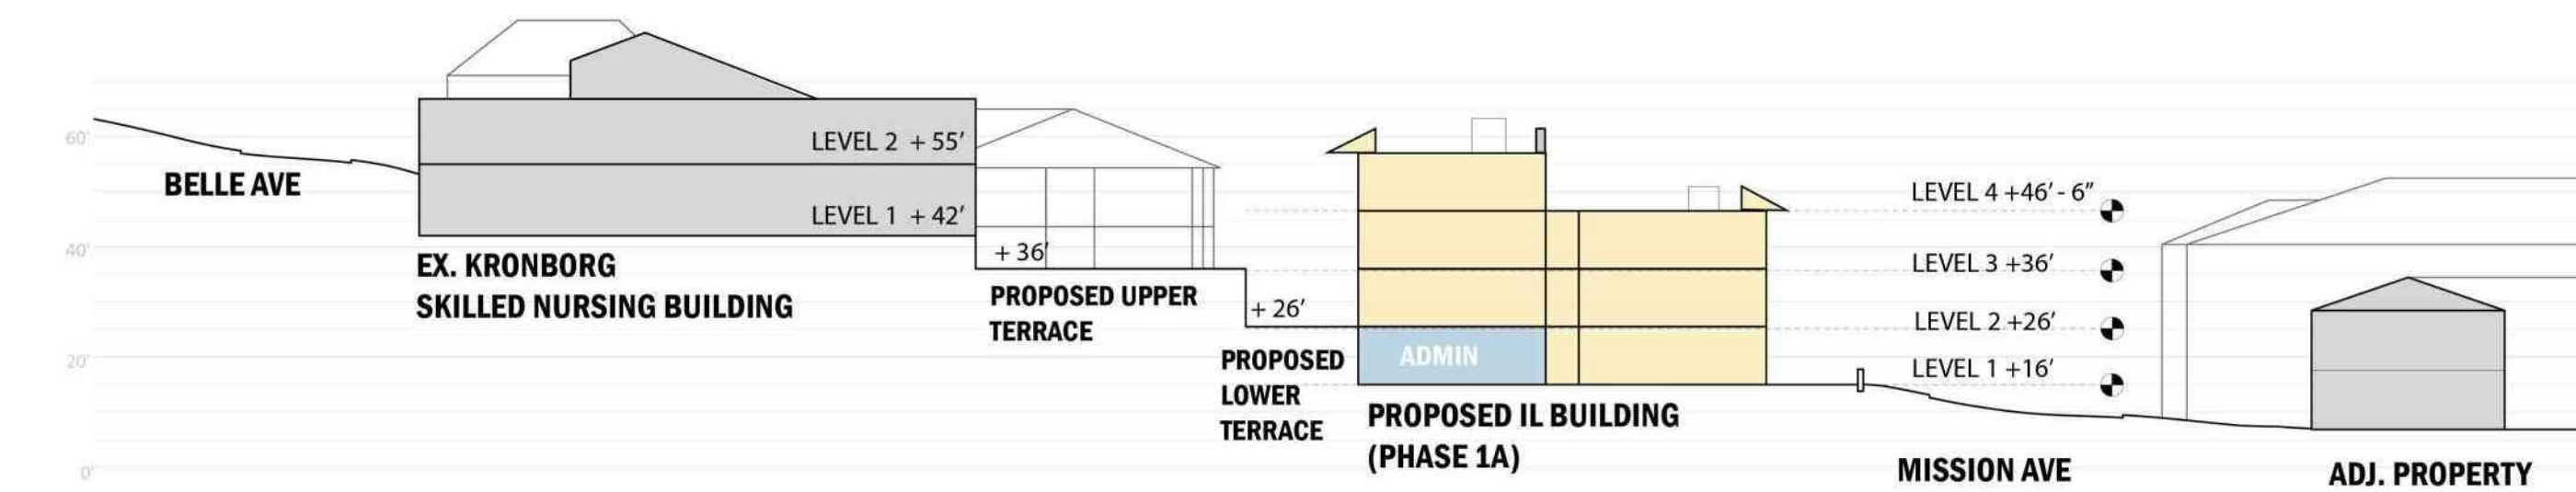 60'
40'
20'
0'
BELLE AVE
LEVEL 2 + 55'
LEVEL 1 + 42'
EX. KRONBORG
SKILLED NURSING BUILDING
+ 36'
PROPOSED UPPER
TERRACE
+ 26'
PROPOSED
LOWER
TERRACE
ADMIN
PROPOSED IL BUILDING
(PHASE 1A)
LEVEL 4 +46' - 6"
LEVEL 3 +36'
LEVEL 2 +26'
LEVEL 1 +16'
MISSION AVE
ADJ. PROPERTY